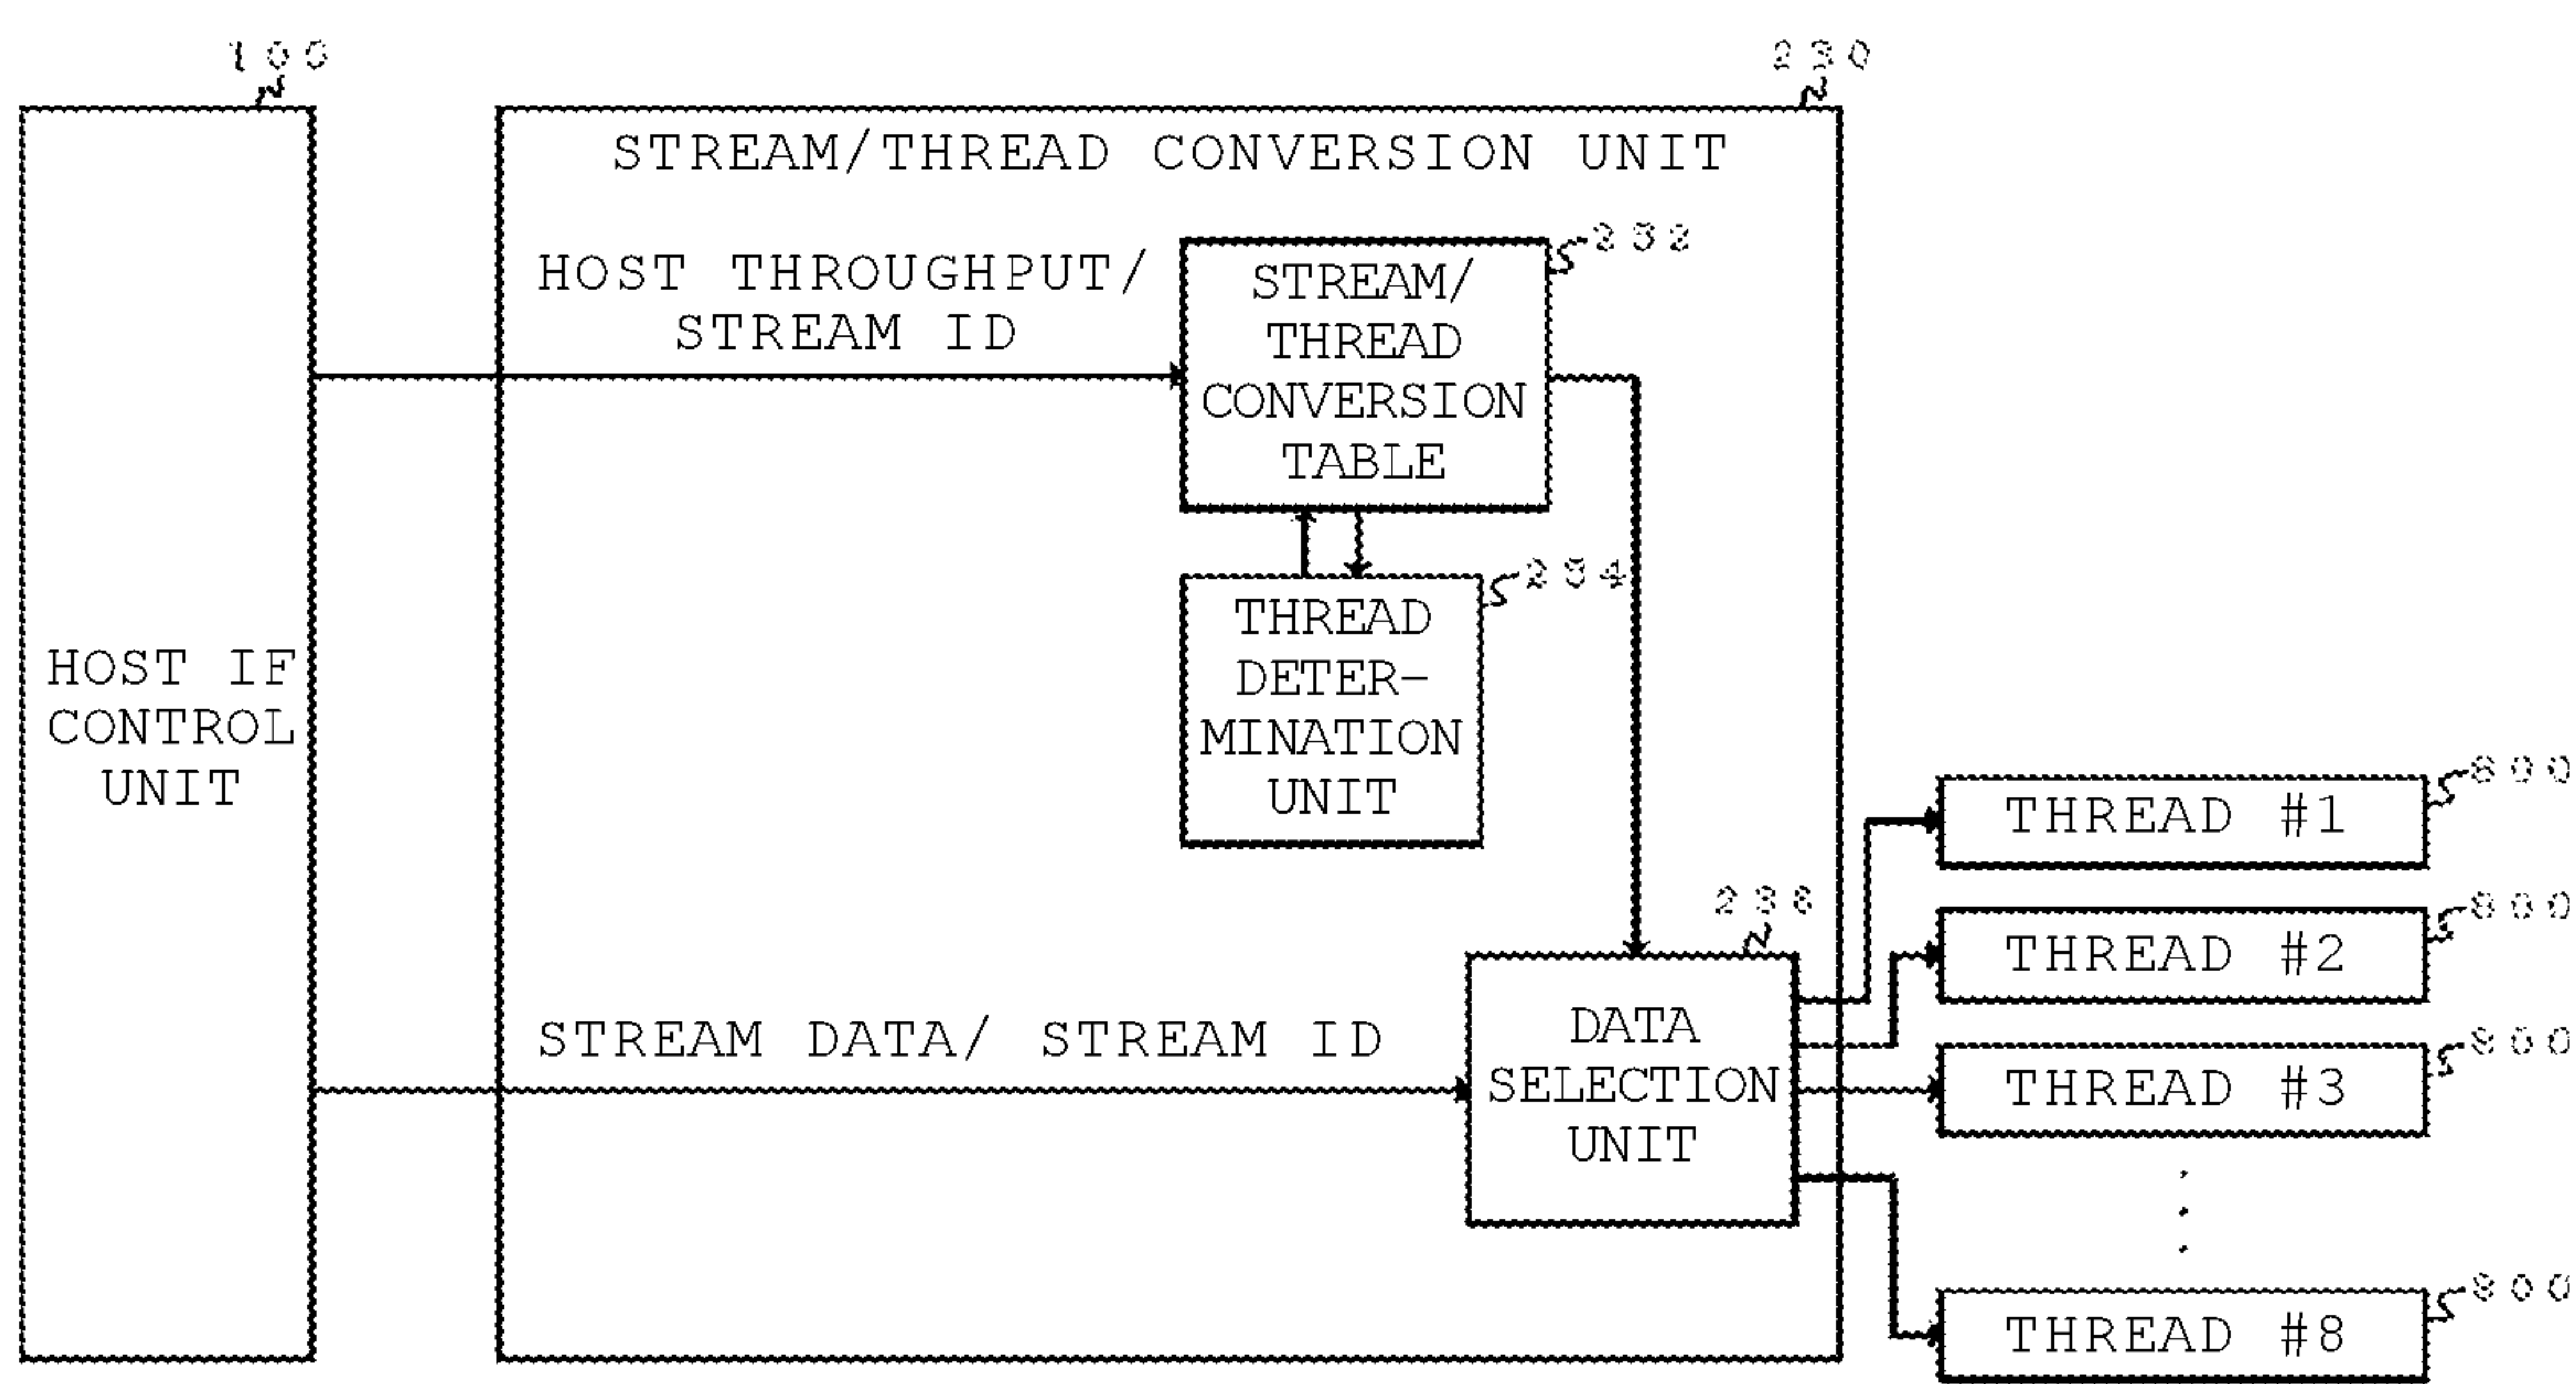 100
230
STREAM/THREAD CONVERSION UNIT
HOST THROUGHPUT/
STREAM ID
232
STREAM/
THREAD
CONVERSION
TABLE
234
THREAD
DETER-
MINATION
UNIT
HOST IF
CONTROL
UNIT
800
THREAD #1
236
800
THREAD #2
STREAM DATA/ STREAM ID
DATA
SELECTION
UNIT
800
THREAD #3
800
THREAD #8